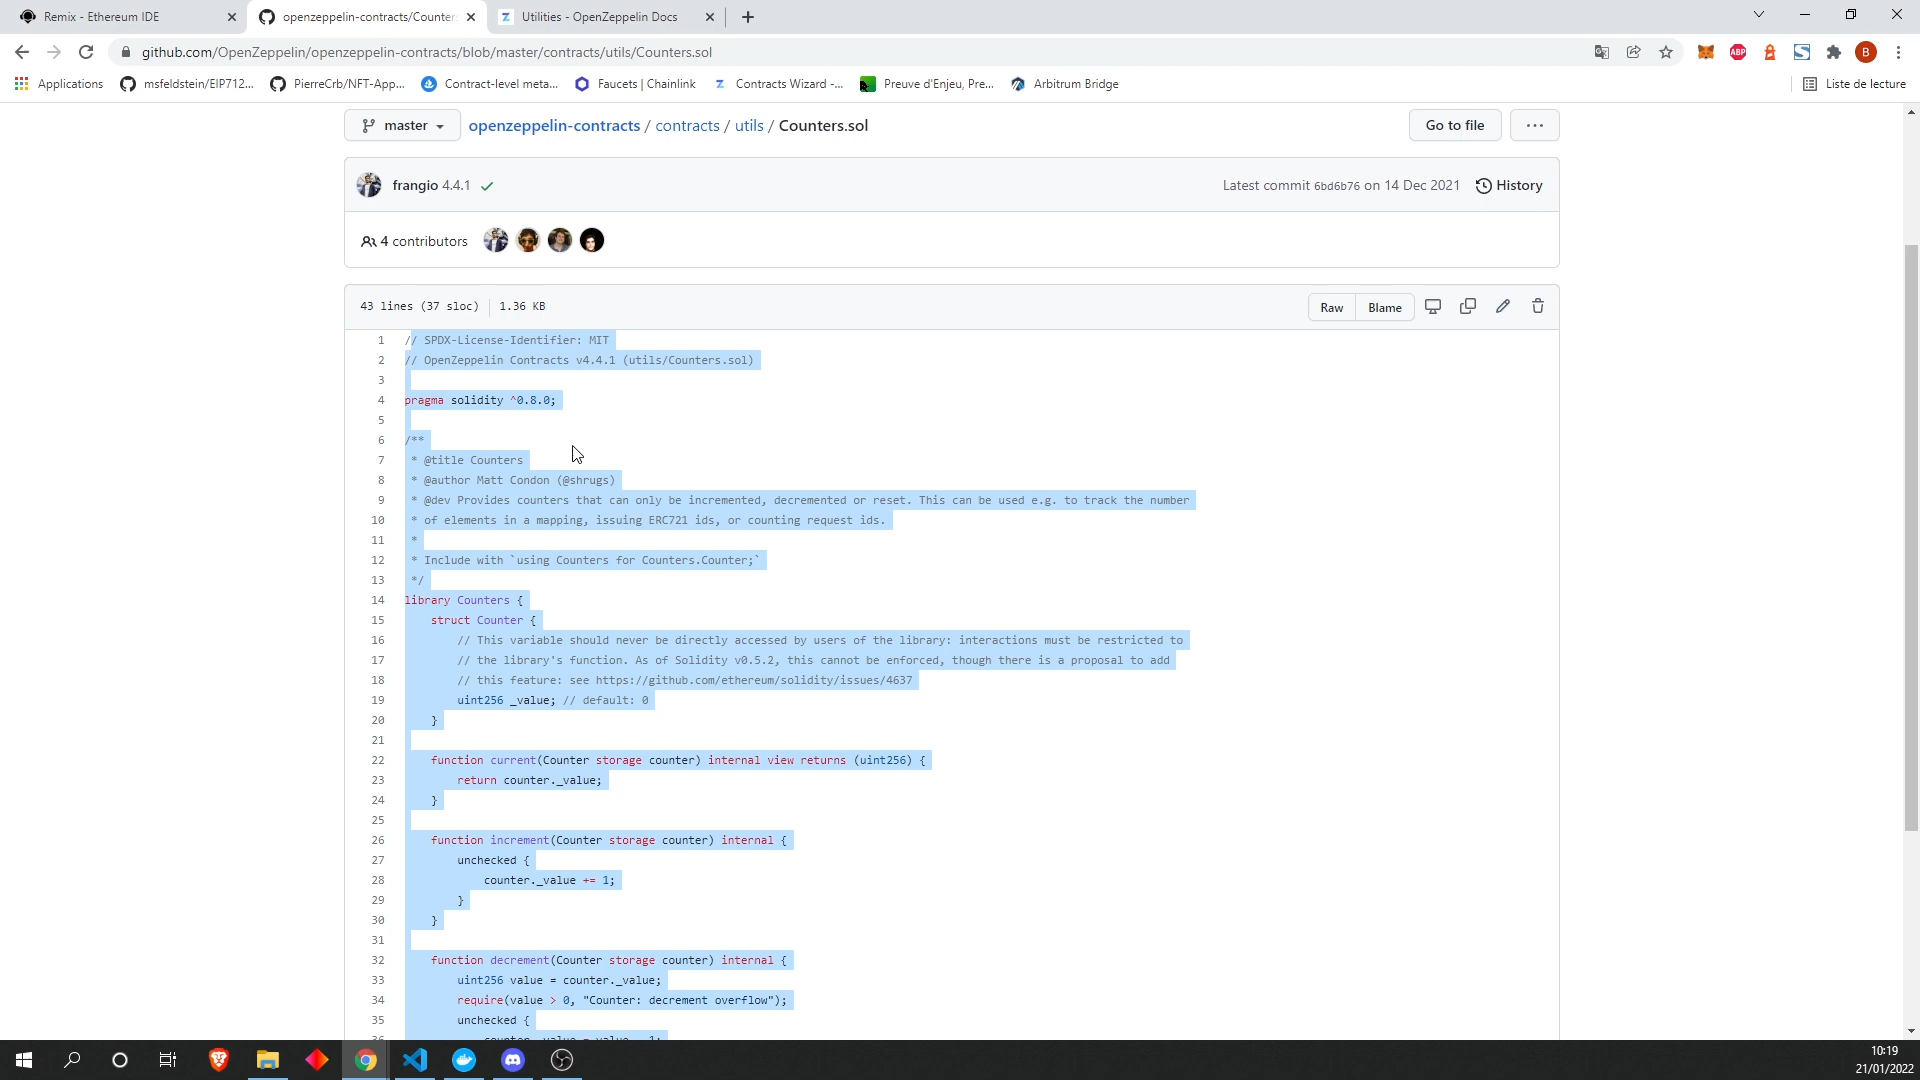 Remix - Ethereum IDE
openzeppelin-contracts/Counter
Utilities - OpenZeppelin Docs
github.com/OpenZeppelin/openzeppelin-contracts/blob/master/contracts/utils/Counters.sol
ABP
B
Applications
msfeldstein/EIP712...
PierreCrb/NFT-App...
Contract-level meta...
Faucets | Chainlink
Contracts Wizard -...
Preuve d'Enjeu, Pre...
Arbitrum Bridge
Liste de lecture
master
openzeppelin-contracts / contracts / utils / Counters.sol
Go to file
frangio 4.4.1
Latest commit 6bd6b76 on 14 Dec 2021
History
4 contributors
43 lines (37 sloc)
1.36 KB
Raw
Blame
1 // SPDX-License-Identifier: MIT
2 // OpenZeppelin Contracts v4.4.1 (utils/Counters.sol)
3
4 pragma solidity ^0.8.0;
5
6 /**
7 * @title Counters
8 * @author Matt Condon (@shrugs)
9 * @dev Provides counters that can only be incremented, decremented or reset. This can be used e.g. to track the number
10 * of elements in a mapping, issuing ERC721 ids, or counting request ids.
11 *
12 * Include with `using Counters for Counters.Counter;`
13 */
14 library Counters {
15 struct Counter {
16 // This variable should never be directly accessed by users of the library: interactions must be restricted to
17 // the library's function. As of Solidity v0.5.2, this cannot be enforced, though there is a proposal to add
18 // this feature: see https://github.com/ethereum/solidity/issues/4637
19 uint256 _value; // default: 0
20 }
21
22 function current(Counter storage counter) internal view returns (uint256) {
23 return counter._value;
24 }
25
26 function increment(Counter storage counter) internal {
27 unchecked {
28 counter._value += 1;
29 }
30 }
31
32 function decrement(Counter storage counter) internal {
33 uint256 value = counter._value;
34 require(value > 0, "Counter: decrement overflow");
35 unchecked {
36 counter._value = value - 1;
10:19
21/01/2022